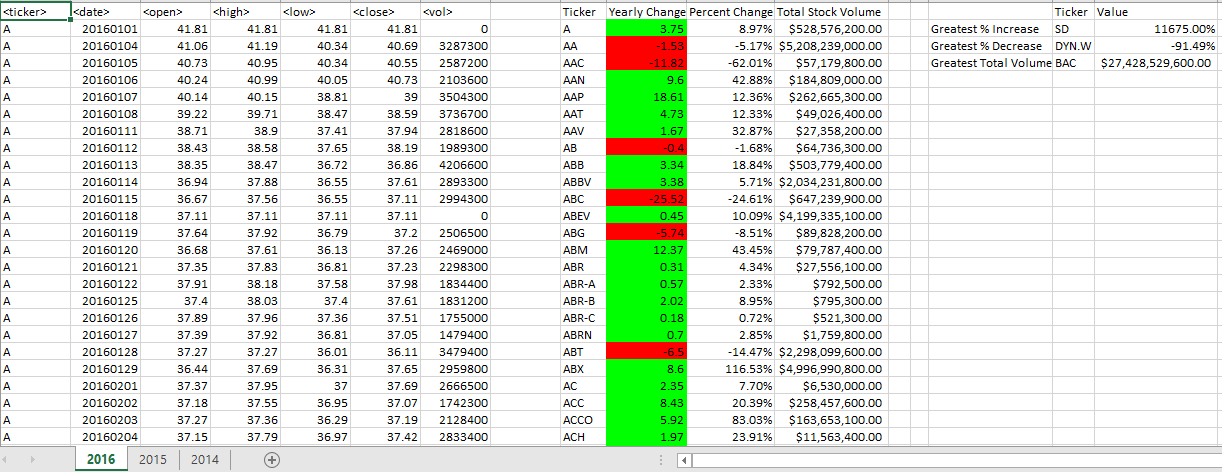 <ticker> <date> <open> <high> <low> <close> <vol> Ticker Yearly Change Percent Change Total Stock Volume Ticker Value
A 20160101 41.81 41.81 41.81 41.81 0 A 3.75 8.97% $528,576,200.00 Greatest % Increase SD 11675.00%
A 20160104 41.06 41.19 40.34 40.69 3287300 AA -1.53 -5.17% $5,208,239,000.00 Greatest % Decrease DYN.W -91.49%
A 20160105 40.73 40.95 40.34 40.55 2587200 AAC -11.82 -62.01% $57,179,800.00 Greatest Total Volume BAC $27,428,529,600.00
A 20160106 40.24 40.99 40.05 40.73 2103600 AAN 9.6 42.88% $184,809,000.00
A 20160107 40.14 40.15 38.81 39 3504300 AAP 18.61 12.36% $262,665,300.00
A 20160108 39.22 39.71 38.47 38.59 3736700 AAT 4.73 12.33% $49,026,400.00
A 20160111 38.71 38.9 37.41 37.94 2818600 AAV 1.67 32.87% $27,358,200.00
A 20160112 38.43 38.58 37.65 38.19 1989300 AB -0.4 -1.68% $64,736,300.00
A 20160113 38.35 38.47 36.72 36.86 4206600 ABB 3.34 18.84% $503,779,400.00
A 20160114 36.94 37.88 36.55 37.61 2893300 ABBV 3.38 5.71% $2,034,231,800.00
A 20160115 36.67 37.56 36.55 37.11 2994300 ABC -25.52 -24.61% $647,239,900.00
A 20160118 37.11 37.11 37.11 37.11 0 ABEV 0.45 10.09% $4,199,335,100.00
A 20160119 37.64 37.92 36.79 37.2 2506500 ABG -5.74 -8.51% $89,828,200.00
A 20160120 36.68 37.61 36.13 37.26 2469000 ABM 12.37 43.45% $79,787,400.00
A 20160121 37.35 37.83 36.81 37.23 2298300 ABR 0.31 4.34% $27,556,100.00
A 20160122 37.91 38.18 37.58 37.98 1834400 ABR-A 0.57 2.33% $792,500.00
A 20160125 37.4 38.03 37.4 37.61 1831200 ABR-B 2.02 8.95% $795,300.00
A 20160126 37.89 37.96 37.36 37.51 1755000 ABR-C 0.18 0.72% $521,300.00
A 20160127 37.39 37.92 36.81 37.05 1479400 ABRN 0.7 2.85% $1,759,800.00
A 20160128 37.27 37.27 36.01 36.11 3479400 ABT -6.5 -14.47% $2,298,099,600.00
A 20160129 36.44 37.69 36.31 37.65 2959800 ABX 8.6 116.53% $4,996,990,800.00
A 20160201 37.37 37.95 37 37.69 2666500 AC 2.35 7.70% $6,530,000.00
A 20160202 37.18 37.55 36.95 37.07 1742300 ACC 8.43 20.39% $258,457,600.00
A 20160203 37.27 37.36 36.29 37.19 2128400 ACCO 5.92 83.03% $163,653,100.00
A 20160204 37.15 37.79 36.97 37.42 2833400 ACH 1.97 23.91% $11,563,400.00
2016 2015 2014